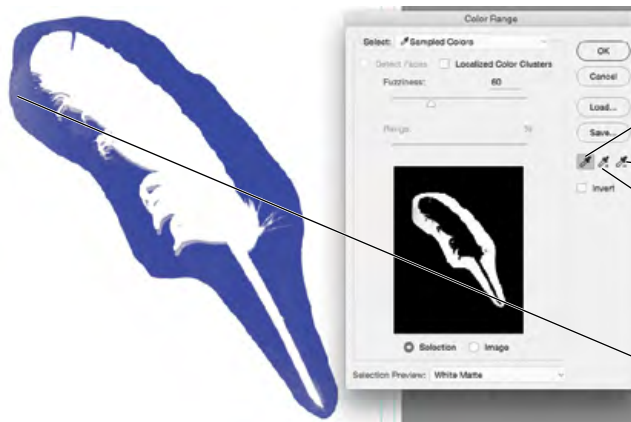 Color Range
Select: Sampled Colors
OK
Detect Faces Localized Color Clusters
Cancel
Fuzziness: 60
Load...
Range: %
Save...
Invert
Selection Image
Selection Preview: White Matte